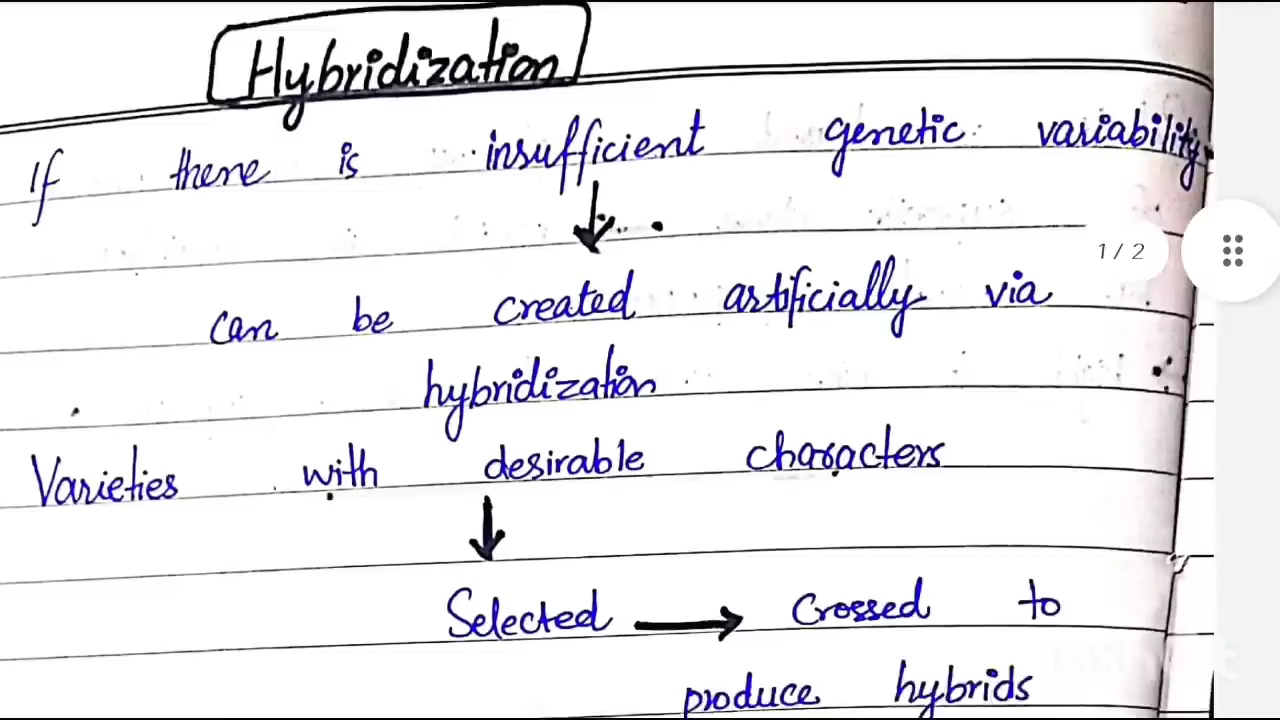 Hybridization
If there is insufficient genetic variability.
↓
1 / 2
can be created artificially via
hybridization
Varieties with desirable characters
↓
Selected → Crossed to
produce hybrids